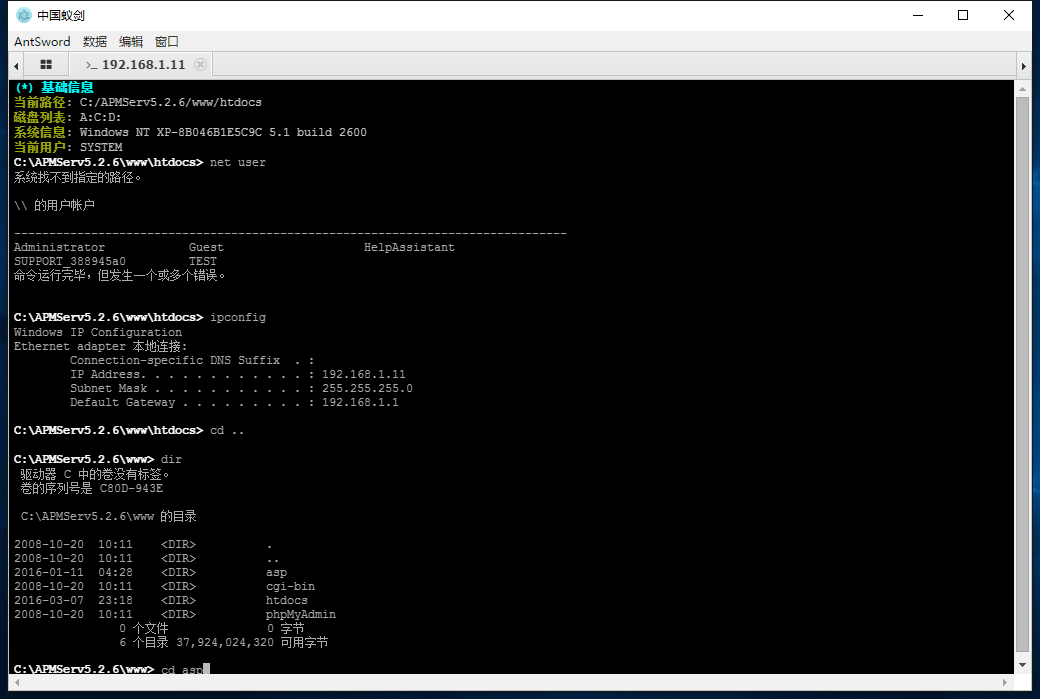 中国蚁剑
AntSword 数据 编辑 窗口
>_ 192.168.1.11
(*) 基础信息
当前路径: C:/APMServ5.2.6/www/htdocs
磁盘列表: A:C:D:
系统信息: Windows NT XP-8B046B1E5C9C 5.1 build 2600
当前用户: SYSTEM
C:\APMServ5.2.6\www\htdocs> net user
系统找不到指定的路径。
\\ 的用户帐户
-------------------------------------------------------------------------------
Administrator Guest HelpAssistant
SUPPORT_388945a0 TEST
命令运行完毕，但发生一个或多个错误。
C:\APMServ5.2.6\www\htdocs> ipconfig
Windows IP Configuration
Ethernet adapter 本地连接:
Connection-specific DNS Suffix . :
IP Address. . . . . . . . . . . . : 192.168.1.11
Subnet Mask . . . . . . . . . . . : 255.255.255.0
Default Gateway . . . . . . . . . : 192.168.1.1
C:\APMServ5.2.6\www\htdocs> cd ..
C:\APMServ5.2.6\www> dir
驱动器 C 中的卷没有标签。
卷的序列号是 C80D-943E
C:\APMServ5.2.6\www 的目录
2008-10-20 10:11 <DIR> .
2008-10-20 10:11 <DIR> ..
2016-01-11 04:28 <DIR> asp
2008-10-20 10:11 <DIR> cgi-bin
2016-03-07 23:18 <DIR> htdocs
2008-10-20 10:11 <DIR> phpMyAdmin
0 个文件 0 字节
6 个目录 37,924,024,320 可用字节
C:\APMServ5.2.6\www> cd asp